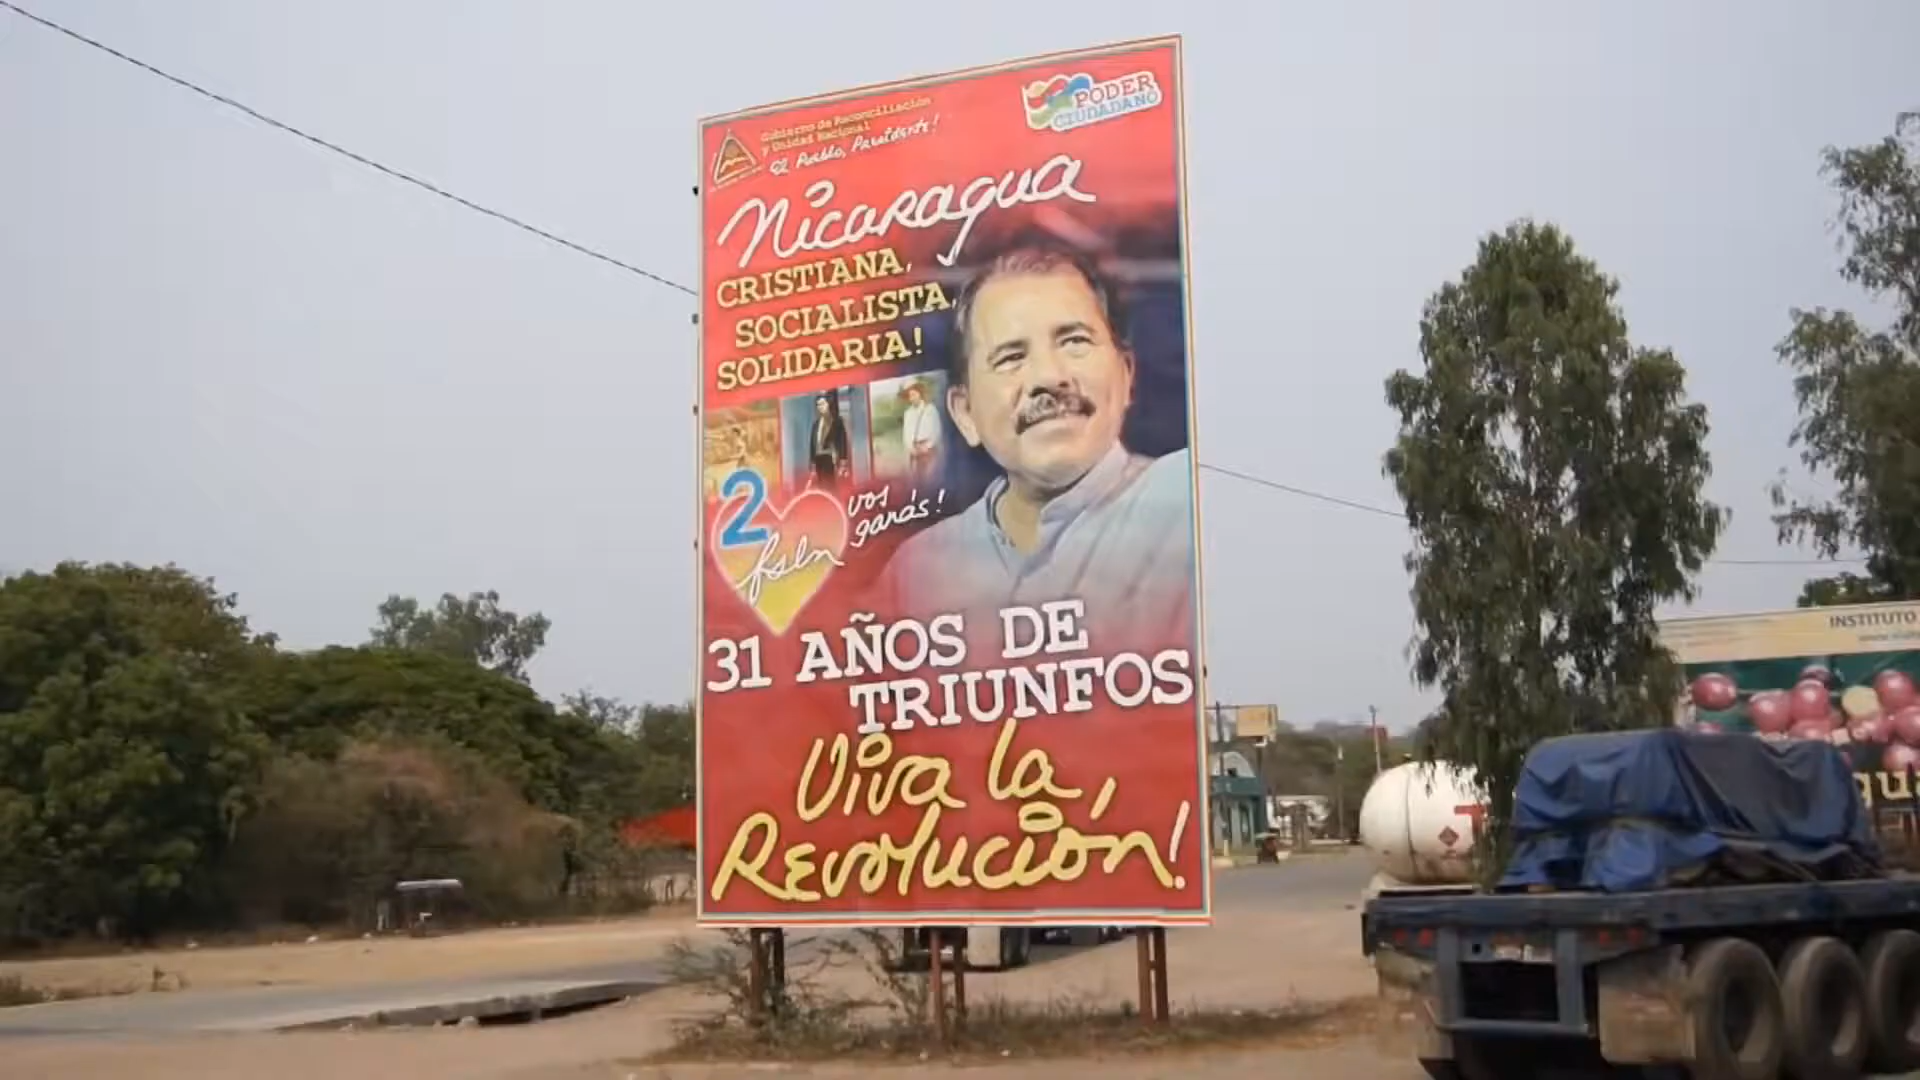 Gobierno de Reconciliación
y Unidad Nacional
El Pueblo, Presidente!
PODER
CIUDADANO
Nicaragua
CRISTIANA,
SOCIALISTA,
SOLIDARIA!
2
fsln
vos
ganás!
31 AÑOS DE
TRIUNFOS
Viva la
Revolución!
INSTITUTO